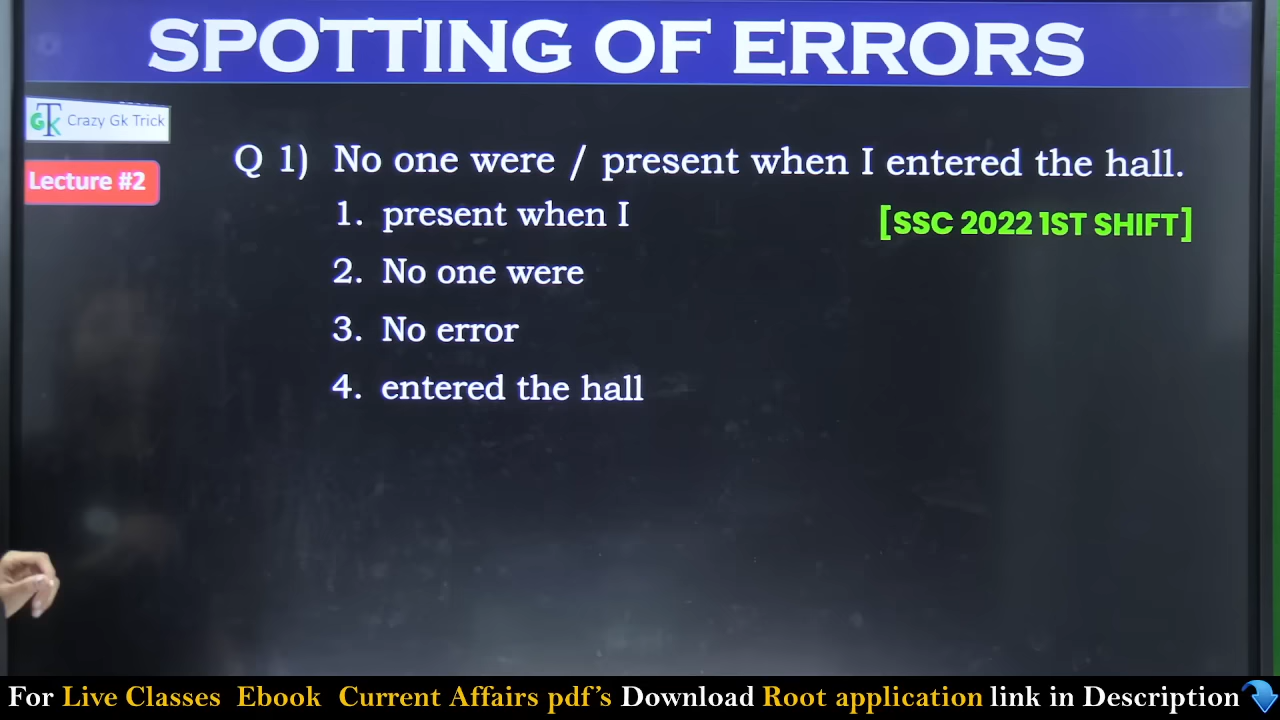 SPOTTING OF ERRORS
GTK Crazy Gk Trick
Lecture #2
Q 1) No one were / present when I entered the hall.
1. present when I
[SSC 2022 1ST SHIFT]
2. No one were
3. No error
4. entered the hall
For Live Classes Ebook Current Affairs pdf's Download Root application link in Description